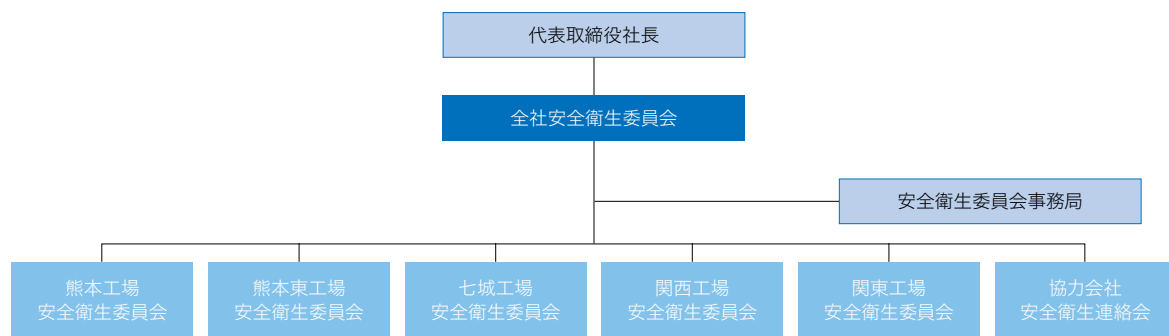 代表取締役社長
全社安全衛生委員会
安全衛生委員会事務局
熊本工場
安全衛生委員会
熊本東工場
安全衛生委員会
七城工場
安全衛生委員会
関西工場
安全衛生委員会
関東工場
安全衛生委員会
協力会社
安全衛生連絡会